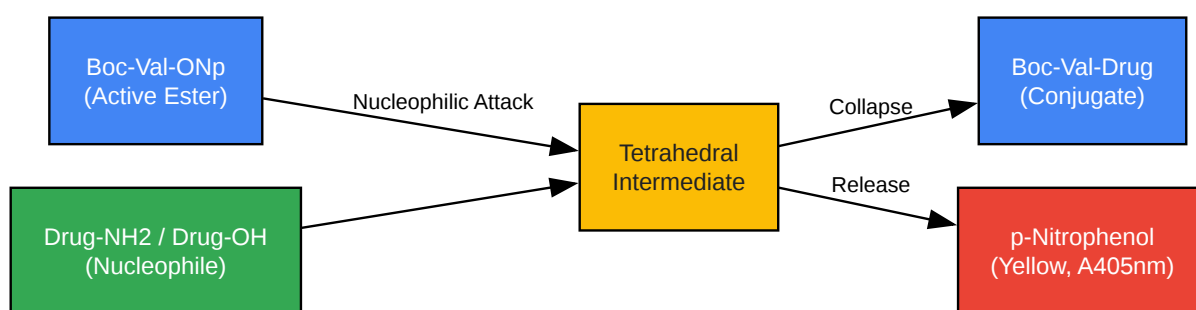 Boc-Val-ONp
(Active Ester)
Nucleophilic Attack
Drug-NH2 / Drug-OH
(Nucleophile)
Tetrahedral
Intermediate
Collapse
Release
Boc-Val-Drug
(Conjugate)
p-Nitrophenol
(Yellow, A405nm)